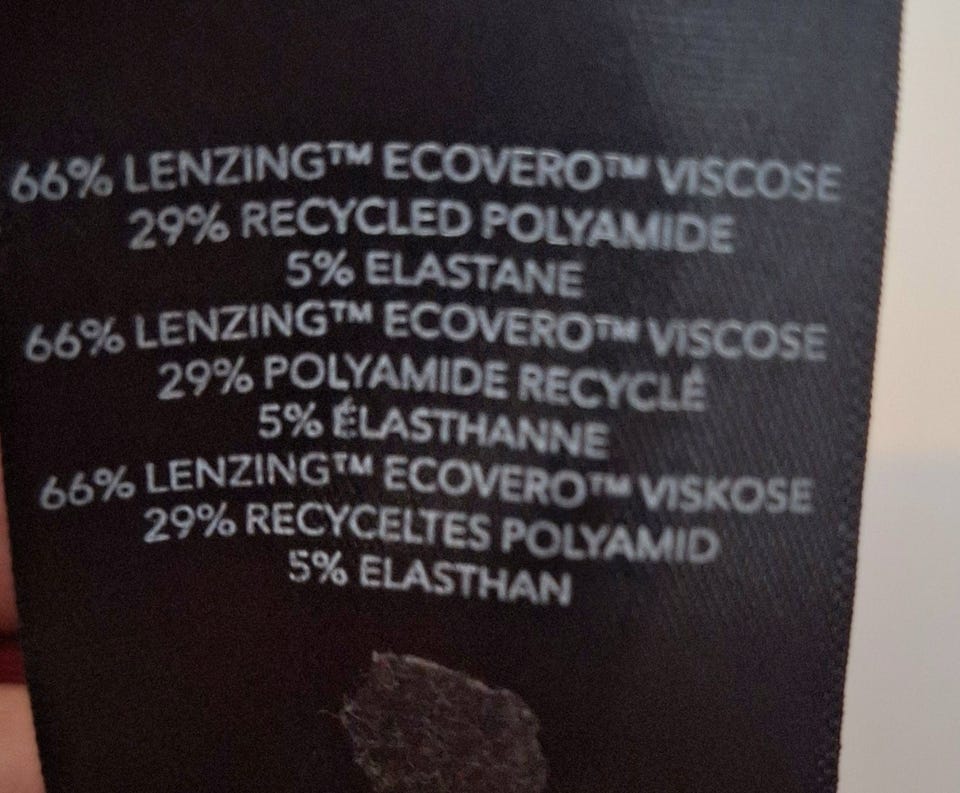 66% LENZING™ ECOVERO™ VISCOSE
29% RECYCLED POLYAMIDE
5% ELASTANE
66% LENZING™ ECOVERO™ VISCOSE
29% POLYAMIDE RECYCLÉ
5% ÉLASTHANNE
66% LENZING™ ECOVERO™ VISKOSE
29% RECYCELTES POLYAMID
5% ELASTHAN